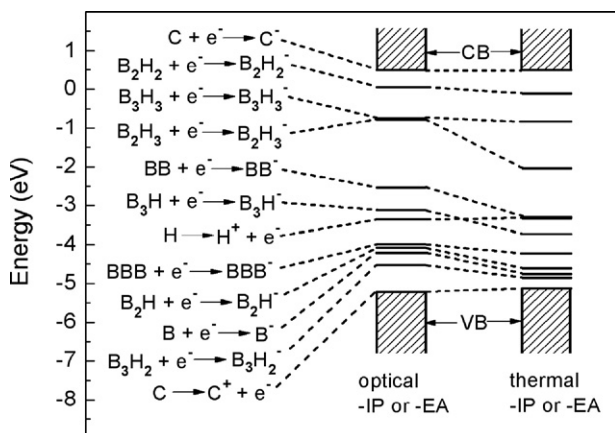 Energy (eV)
1
0
-1
-2
-3
-4
-5
-6
-7
-8
C + e⁻ → C⁻
B₂H₂ + e⁻ → B₂H₂⁻
B₃H₃ + e⁻ → B₃H₃⁻
B₂H₃ + e⁻ → B₂H₃⁻
BB + e⁻ → BB⁻
B₃H + e⁻ → B₃H⁻
H → H⁺ + e⁻
BBB + e⁻ → BBB⁻
B₂H + e⁻ → B₂H⁻
B + e⁻ → B⁻
B₃H₂ + e⁻ → B₃H₂⁻
C → C⁺ + e⁻
CB
VB
optical
-IP or -EA
thermal
-IP or -EA